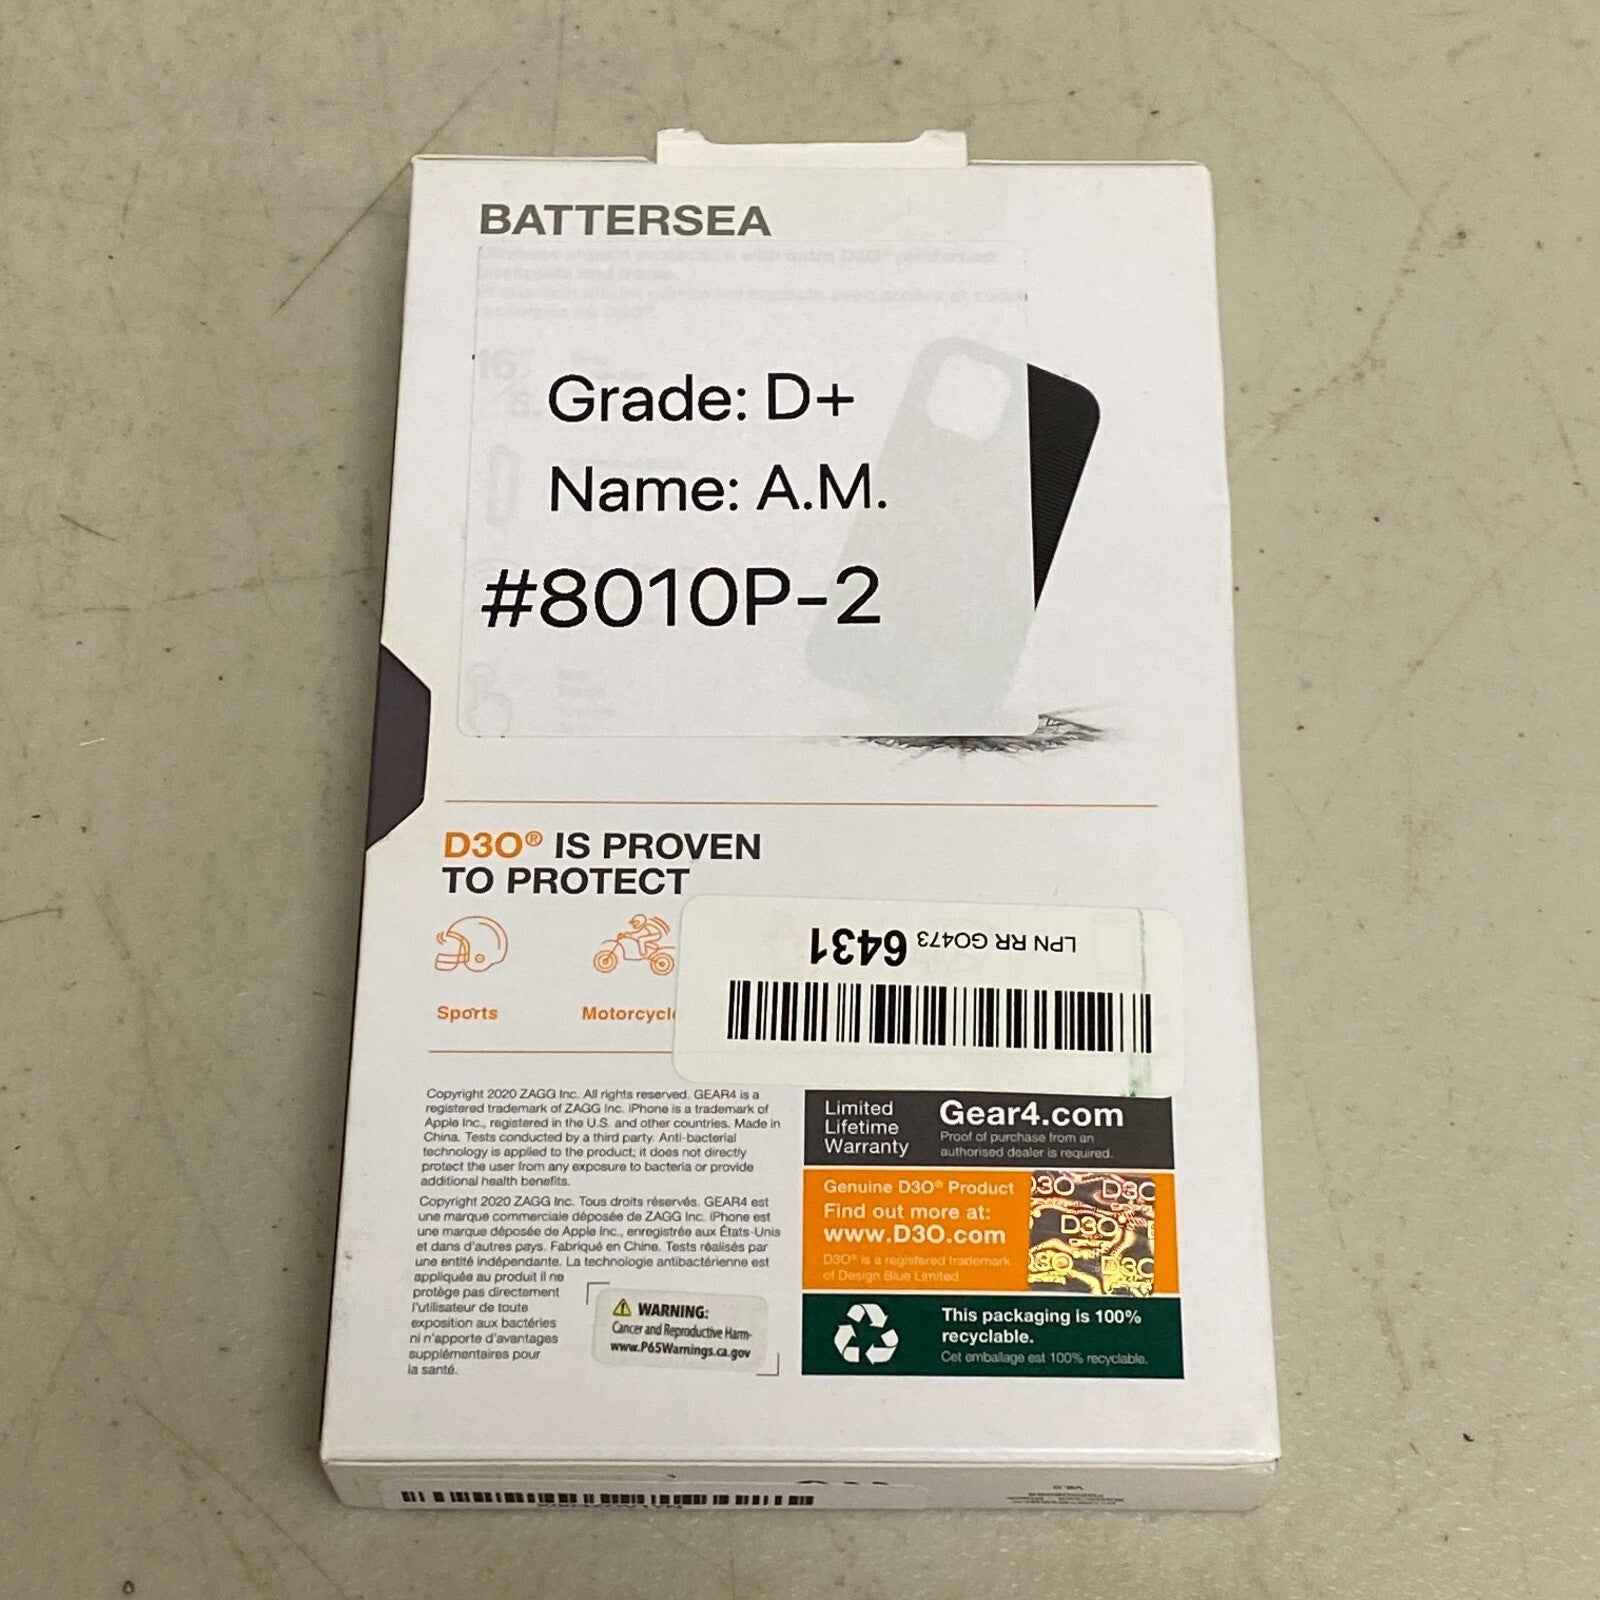 BATTERSEA
Grade: D+
Name: A.M.
#8010P-2
D3O® IS PROVEN
TO PROTECT
Sports
Motorcycle
LPN RR GO473 6431
Copyright 2020 ZAGG Inc. All rights reserved. GEAR4 is a
registered trademark of ZAGG Inc. iPhone is a trademark of
Apple Inc., registered in the U.S. and other countries. Made in
China. Tests conducted by a third party. Anti-bacterial
technology is applied to the product; it does not directly
protect the user from any exposure to bacteria or provide
additional health benefits.
Copyright 2020 ZAGG Inc. Tous droits réservés. GEAR4 est
une marque commerciale déposée de ZAGG Inc. iPhone est
une marque déposée de Apple Inc., enregistrée aux États-Unis
et dans d'autres pays. Fabriqué en Chine. Tests réalisés par
une entité indépendante. La technologie antibactérienne est
appliquée au produit il ne
protège pas directement
l'utilisateur de toute
exposition aux bactéries
ni n'apporte d'avantages
supplémentaires pour
la santé.
WARNING:
Cancer and Reproductive Harm-
www.P65Warnings.ca.gov
Limited
Lifetime
Warranty
Gear4.com
Proof of purchase from an
authorised dealer is required.
Genuine D3O® Product
Find out more at:
www.D3O.com
D3O® is a registered trademark
of Design Blue Limited
D3O D3O
D3O
D3O D3O
This packaging is 100%
recyclable.
Cet emballage est 100% recyclable.